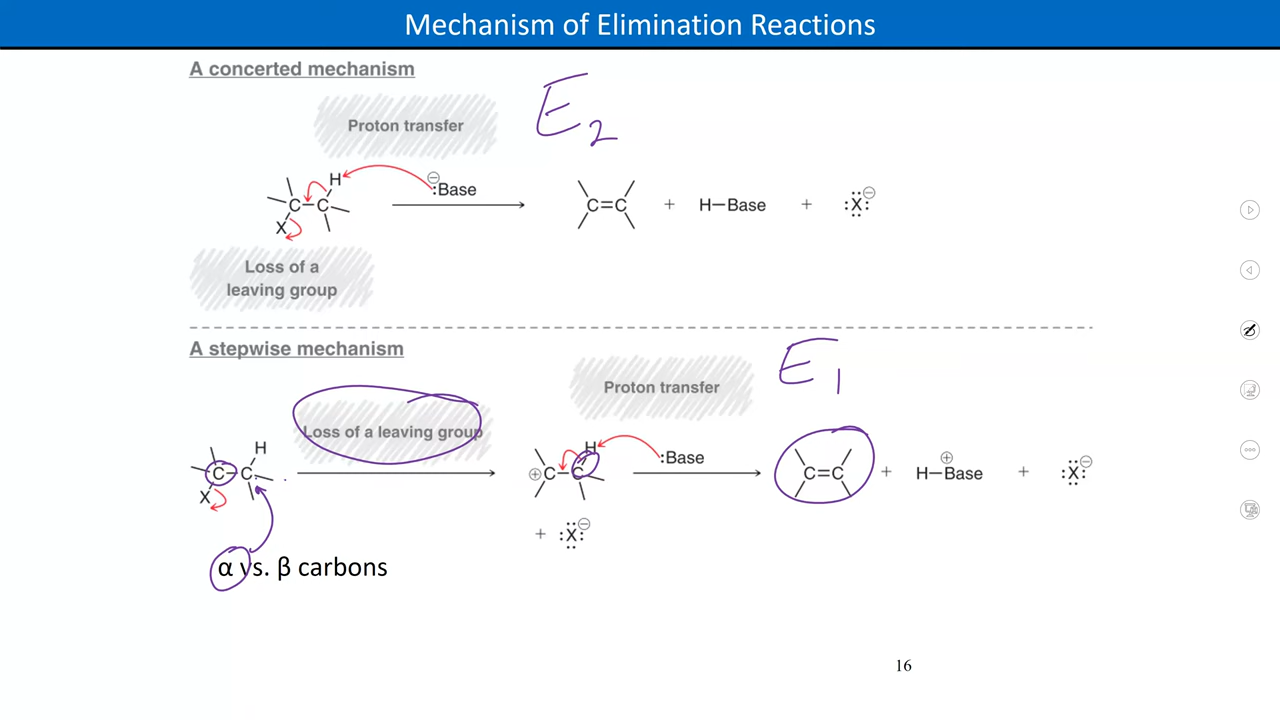 Mechanism of Elimination Reactions
A concerted mechanism
E2
Proton transfer
H
⊖
:Base
C–C
X
C=C + H–Base + :X:⊖
Loss of a
leaving group
A stepwise mechanism
E1
Proton transfer
Loss of a leaving group
H
C–C
X
H
⊕C–C
:Base
C=C + H–Base⊕ + :X:⊖
+ :X:⊖
α vs. β carbons
16